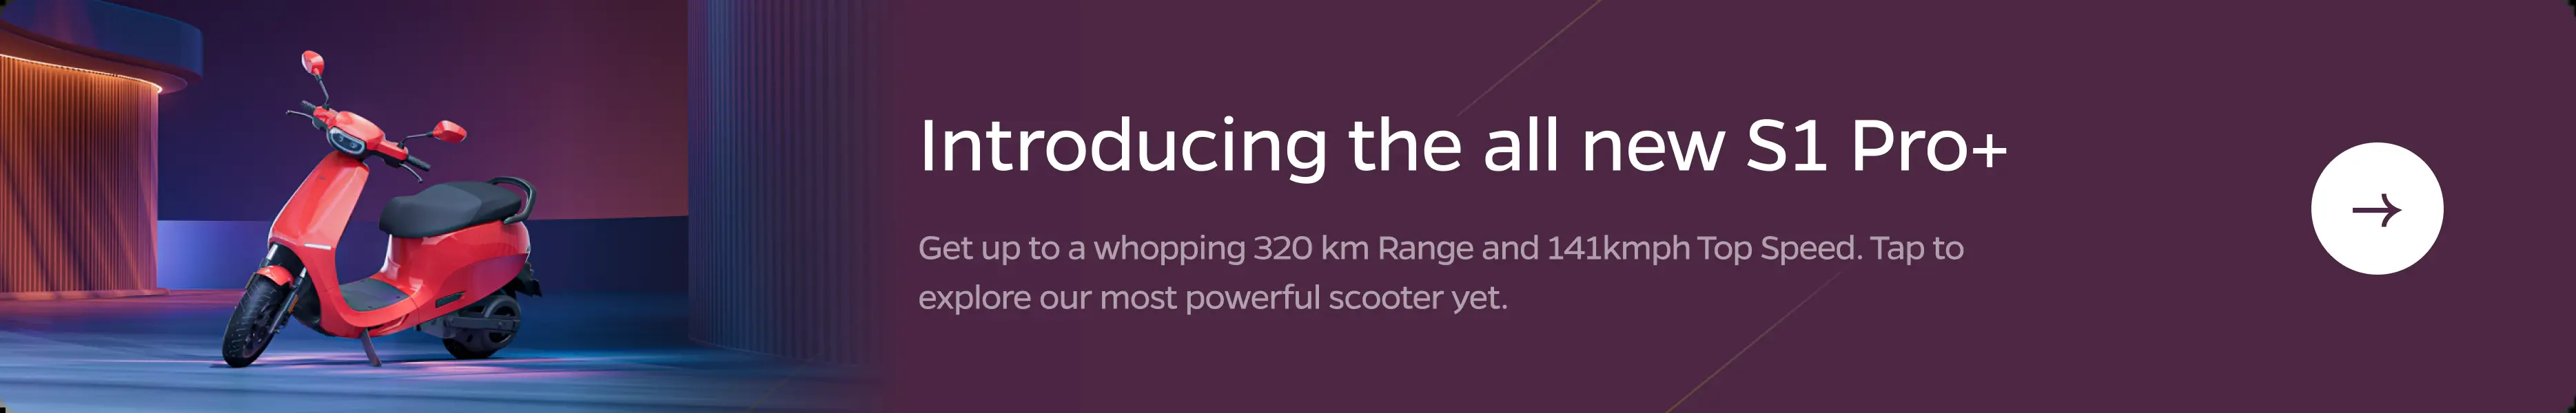 Introducing the all new S1 Pro+
Get up to a whopping 320 km Range and 141kmph Top Speed. Tap to
explore our most powerful scooter yet.